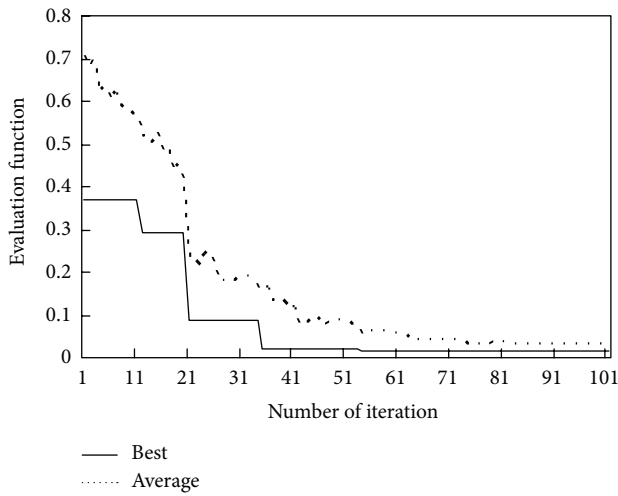 0.8
0.7
0.6
0.5
0.4
0.3
0.2
0.1
0
Evaluation function
1 11 21 31 41 51 61 71 81 91 101
Number of iteration
Best
Average